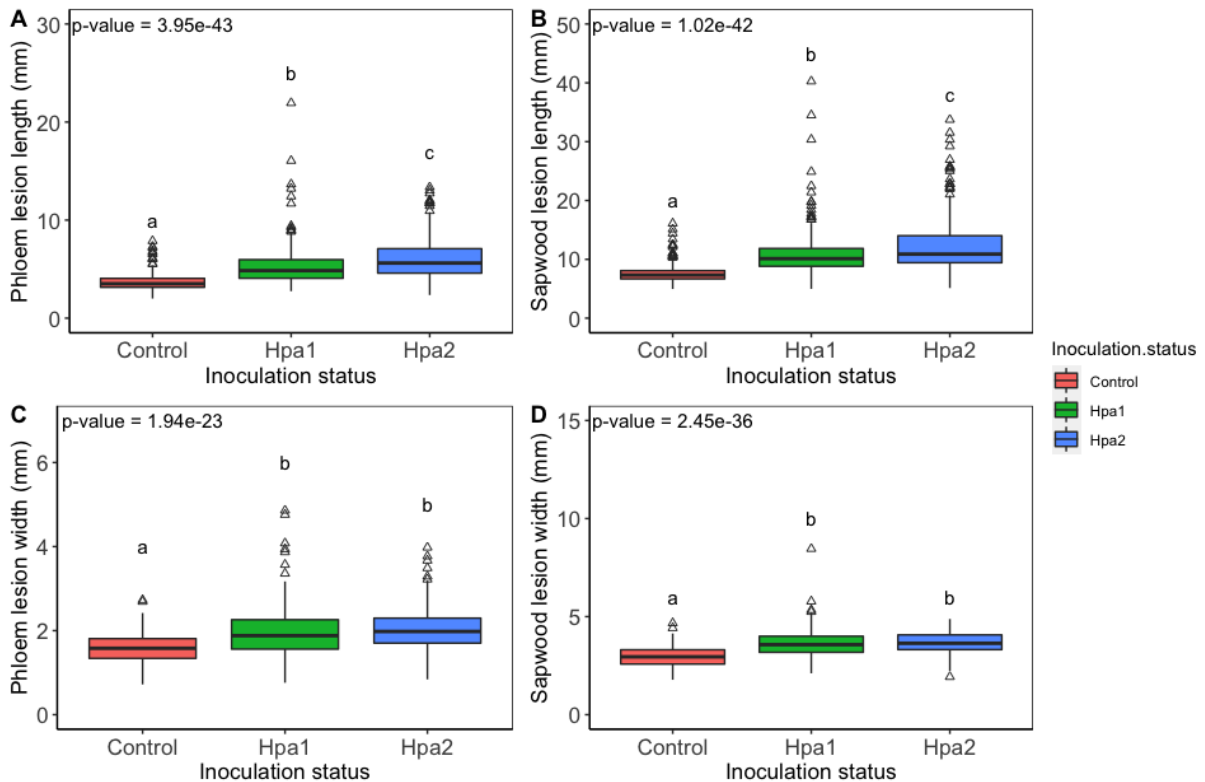 A
p-value = 3.95e-43
Phloem lesion length (mm)
30
20
10
0
a
b
c
Control
Hpa1
Hpa2
Inoculation status
B
p-value = 1.02e-42
Sapwood lesion length (mm)
50
40
30
20
10
0
a
b
c
Control
Hpa1
Hpa2
Inoculation status
Inoculation.status
Control
Hpa1
Hpa2
C
p-value = 1.94e-23
Phloem lesion width (mm)
6
4
2
0
a
b
b
Control
Hpa1
Hpa2
Inoculation status
D
p-value = 2.45e-36
Sapwood lesion width (mm)
15
10
5
0
a
b
b
Control
Hpa1
Hpa2
Inoculation status